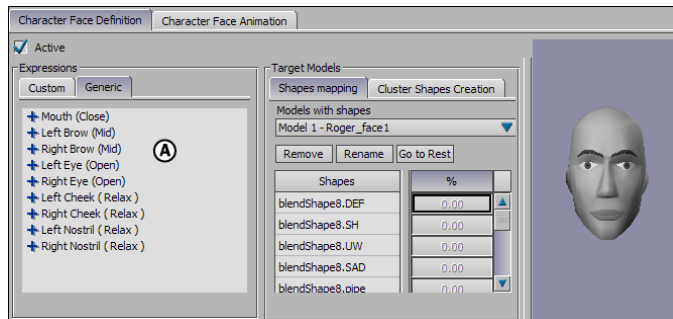 Character Face Definition
Character Face Animation
Active
Expressions
Custom
Generic
Mouth (Close)
Left Brow (Mid)
Right Brow (Mid)
Left Eye (Open)
Right Eye (Open)
Left Cheek ( Relax )
Right Cheek ( Relax )
Left Nostril ( Relax )
Right Nostril ( Relax )
A
Target Models
Shapes mapping
Cluster Shapes Creation
Models with shapes
Model 1 - Roger_face1
Remove
Rename
Go to Rest
Shapes %
blendShape8.DEF 0.00
blendShape8.SH 0.00
blendShape8.UW 0.00
blendShape8.SAD 0.00
blendShape8.pipe 0.00